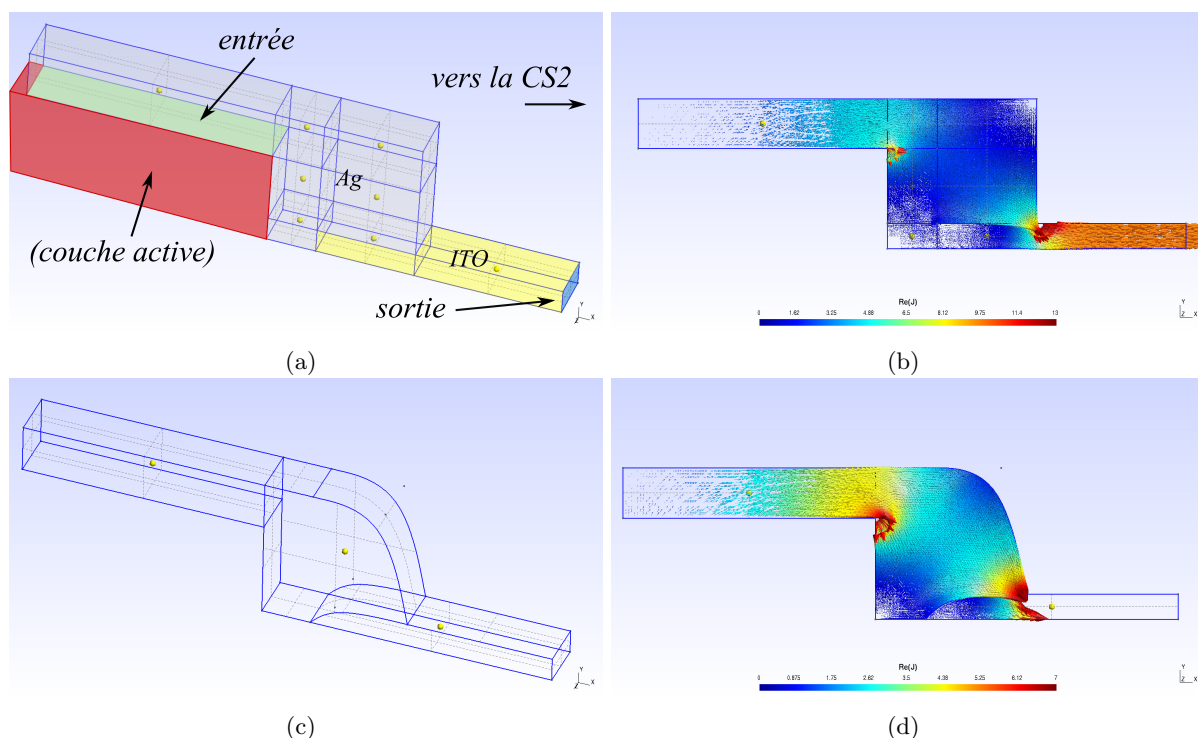 entrée
vers la CS2
Ag
(couche active)
ITO
sortie
Y
Z X
(a)
Re(J)
0 1.62 3.25 4.88 6.5 8.12 9.75 11.4 13
Y
Z X
(b)
Y
Z X
(c)
Re(J)
0 0.875 1.75 2.62 3.5 4.38 5.25 6.12 7
Y
Z X
(d)